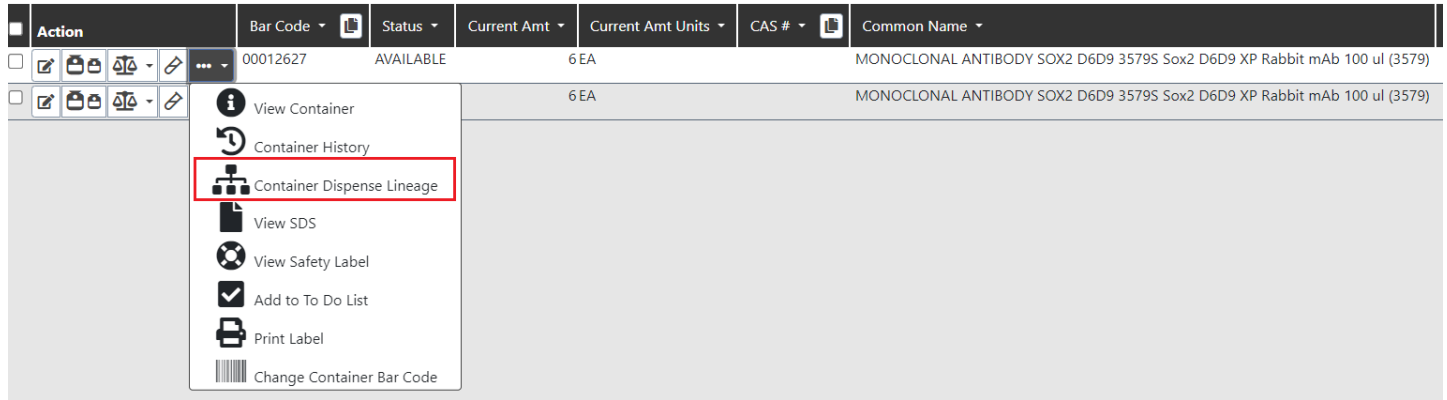 Action Bar Code Status Current Amt Current Amt Units CAS # Common Name
00012627 AVAILABLE 6 EA MONOCLONAL ANTIBODY SOX2 D6D9 3579S Sox2 D6D9 XP Rabbit mAb 100 ul (3579)
6 EA MONOCLONAL ANTIBODY SOX2 D6D9 3579S Sox2 D6D9 XP Rabbit mAb 100 ul (3579)
View Container
Container History
Container Dispense Lineage
View SDS
View Safety Label
Add to To Do List
Print Label
Change Container Bar Code